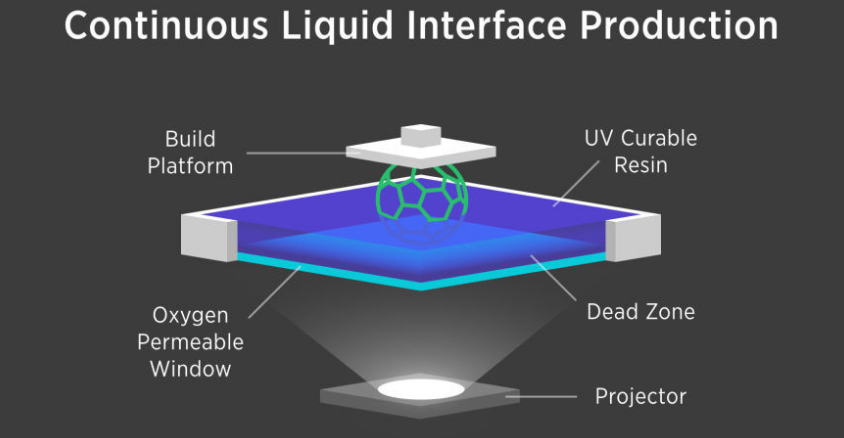 Continuous Liquid Interface Production
Build
Platform
UV Curable
Resin
Oxygen
Permeable
Window
Dead Zone
Projector